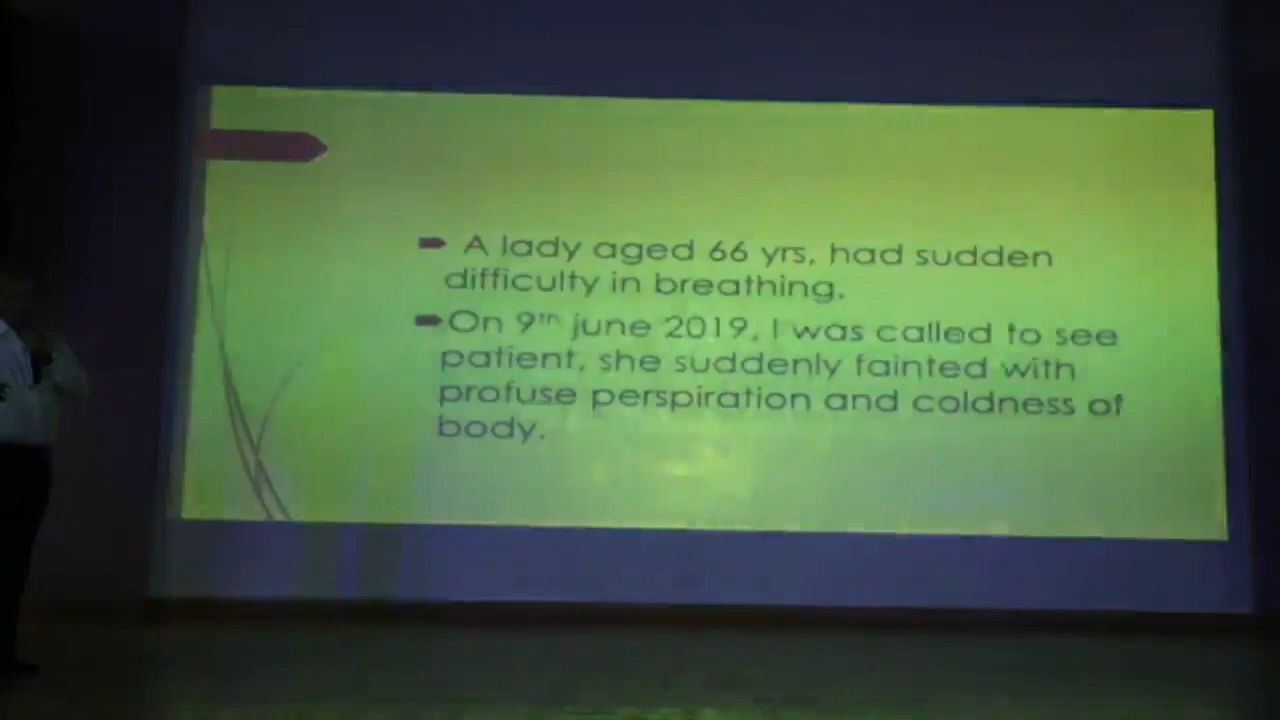 A lady aged 66 yrs, had sudden
difficulty in breathing.
On 9th june 2019, I was called to see
patient, she suddenly fainted with
profuse perspiration and coldness of
body.